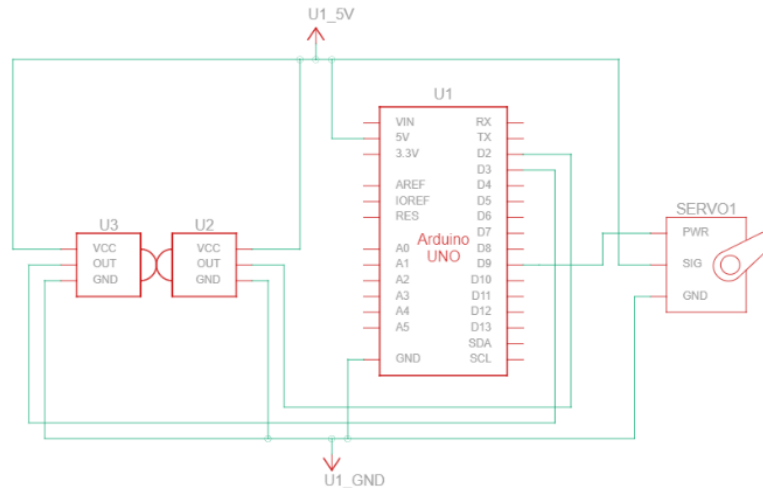 U1_5V
U1
VIN
5V
3.3V
AREF
IOREF
RES
A0
A1
A2
A3
A4
A5
GND
Arduino
UNO
RX
TX
D2
D3
D4
D5
D6
D7
D8
D9
D10
D11
D12
D13
SDA
SCL
U3
VCC
OUT
GND
U2
VCC
OUT
GND
SERVO1
PWR
SIG
GND
U1_GND